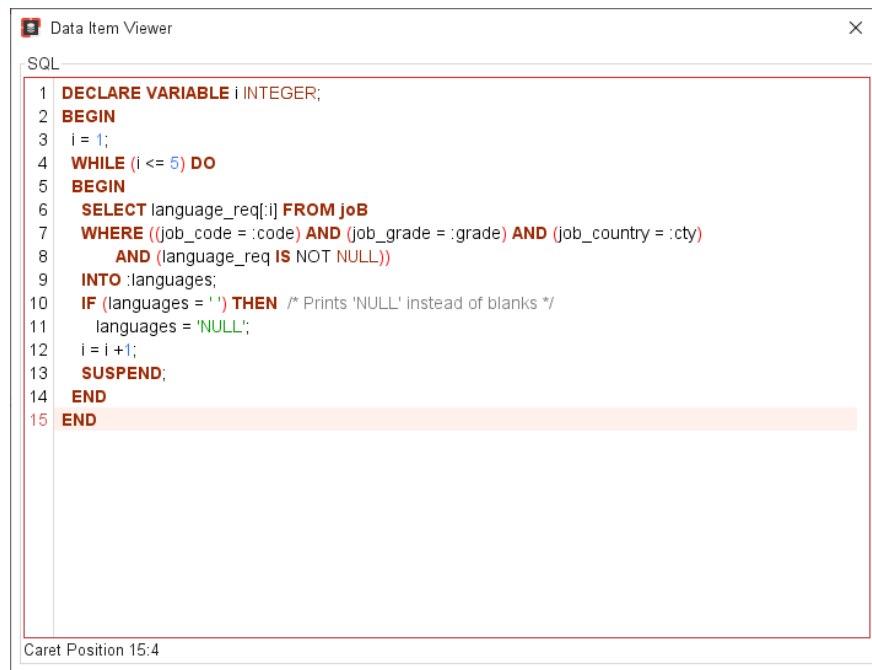 Data Item Viewer
SQL
1 DECLARE VARIABLE i INTEGER;
2 BEGIN
3 i = 1;
4 WHILE (i <= 5) DO
5 BEGIN
6 SELECT language_req[:i] FROM joB
7 WHERE ((job_code = :code) AND (job_grade = :grade) AND (job_country = :cty)
8 AND (language_req IS NOT NULL))
9 INTO :languages;
10 IF (languages = ' ') THEN /* Prints 'NULL' instead of blanks */
11 languages = 'NULL';
12 i = i +1;
13 SUSPEND;
14 END
15 END
Caret Position 15:4